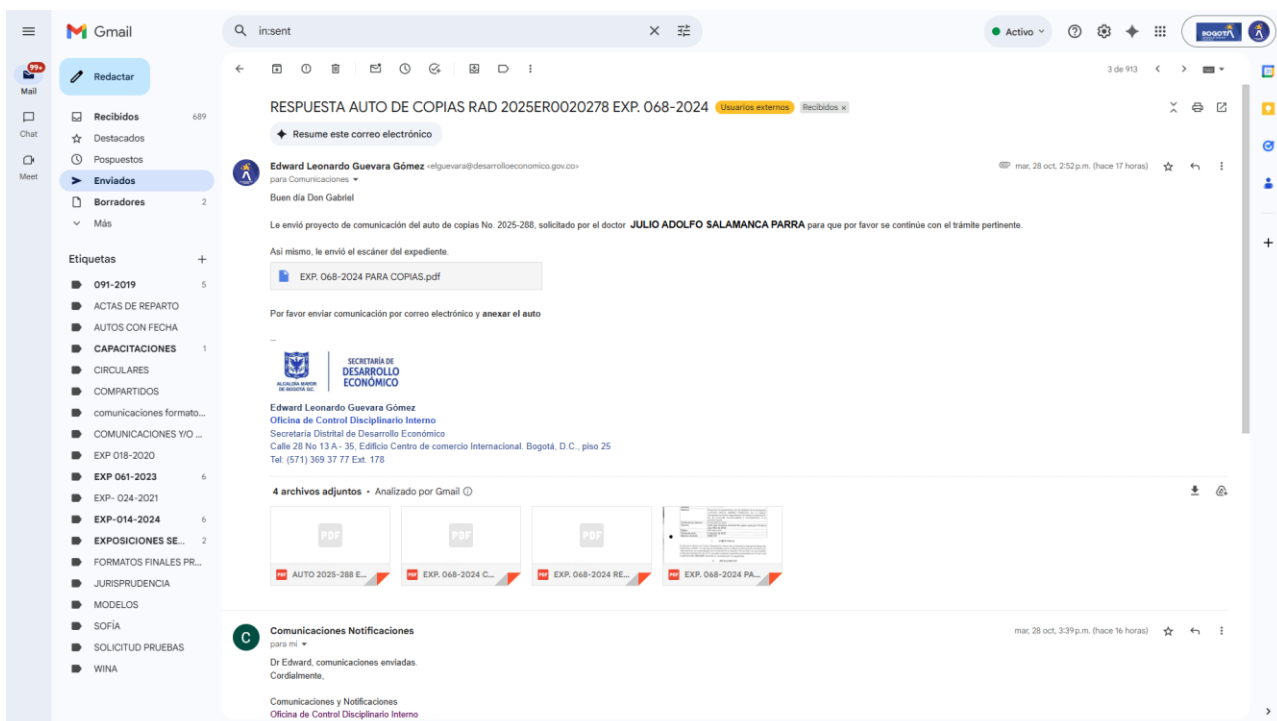 Gmail
in:sent
Activo
BOGOTÁ
99+
Mail
Chat
Meet
Redactar
Recibidos 689
Destacados
Pospuestos
Enviados
Borradores 2
Más
Etiquetas
091-2019 5
ACTAS DE REPARTO
AUTOS CON FECHA
CAPACITACIONES 1
CIRCULARES
COMPARTIDOS
comunicaciones formato...
COMUNICACIONES Y/O ...
EXP 018-2020
EXP 061-2023 6
EXP- 024-2021
EXP-014-2024 6
EXPOSICIONES SE... 2
FORMATOS FINALES PR...
JURISPRUDENCIA
MODELOS
SOFÍA
SOLICITUD PRUEBAS
WINA
3 de 913
RESPUESTA AUTO DE COPIAS RAD 2025ER0020278 EXP. 068-2024 Usuarios externos Recibidos x
Resume este correo electrónico
Edward Leonardo Guevara Gómez <elguevara@desarrolloeconomico.gov.co> mar, 28 oct, 2:52 p.m. (hace 17 horas)
para Comunicaciones
Buen día Don Gabriel
Le envió proyecto de comunicación del auto de copias No. 2025-288, solicitado por el doctor JULIO ADOLFO SALAMANCA PARRA para que por favor se continúe con el trámite pertinente.
Asi mismo, le envió el escáner del expediente.
EXP. 068-2024 PARA COPIAS.pdf
Por favor enviar comunicación por correo electrónico y anexar el auto
--
ALCALDÍA MAYOR
DE BOGOTÁ D.C.
SECRETARÍA DE
DESARROLLO
ECONÓMICO
Edward Leonardo Guevara Gómez
Oficina de Control Disciplinario Interno
Secretaría Distrital de Desarrollo Económico
Calle 28 No 13 A - 35, Edificio Centro de comercio Internacional. Bogotá, D.C., piso 25
Tel: (571) 369 37 77 Ext. 178
4 archivos adjuntos • Analizado por Gmail
PDF
PDF
PDF
PDF AUTO 2025-288 E...
PDF EXP. 068-2024 C...
PDF EXP. 068-2024 RE...
PDF EXP. 068-2024 PA...
C
Comunicaciones Notificaciones mar, 28 oct, 3:39 p.m. (hace 16 horas)
para mí
Dr Edward, comunicaciones enviadas.
Cordialmente,
Comunicaciones y Notificaciones
Oficina de Control Disciplinario Interno